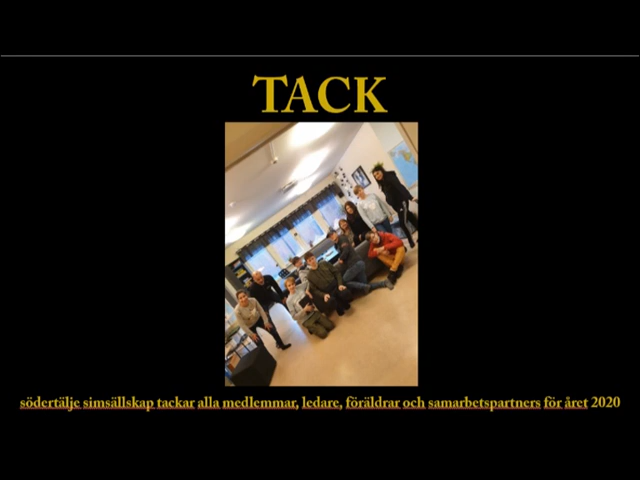 TACK
södertälje simsällskap tackar alla medlemmar, ledare, föräldrar och samarbetspartners för året 2020